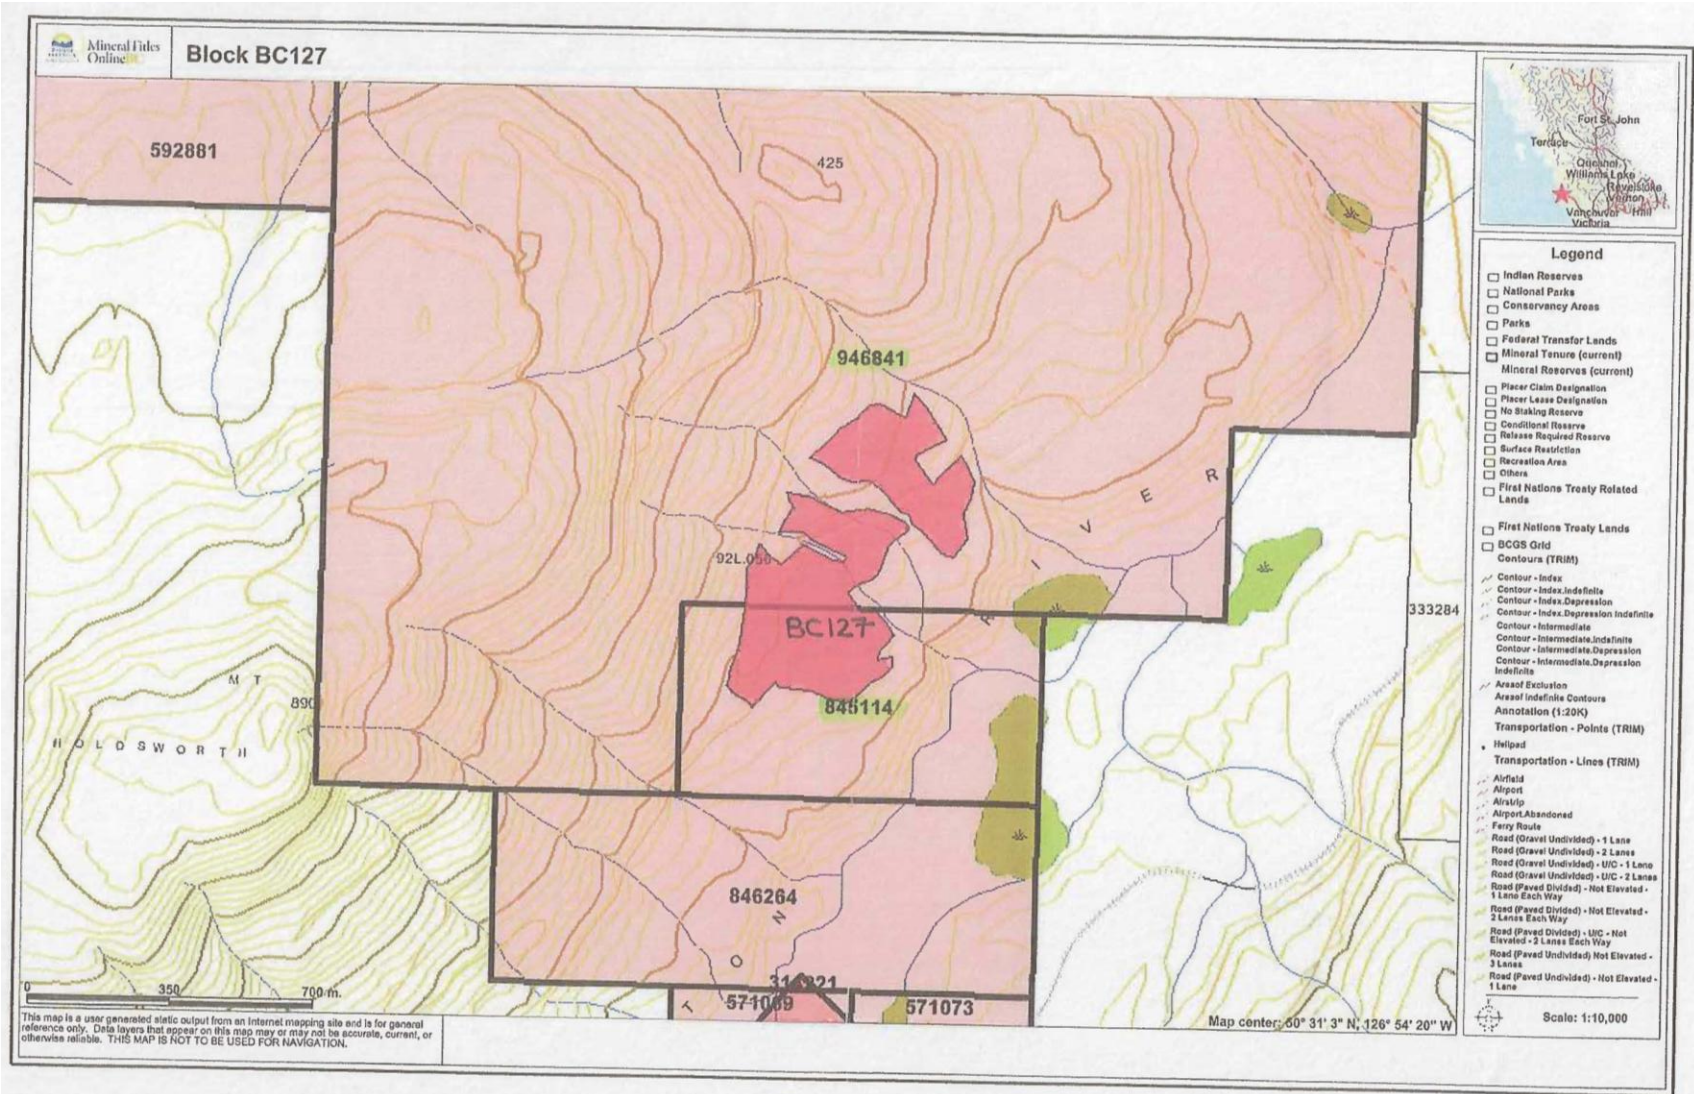 Mineral Titles
Online BC
Block BC127
592881
425
946841
R I V E R
92L.050
BC127
333284
845114
M T
H O L D S W O R T H
846264
T O N
571073
0 350 700 m.
This map is a user generated static output from an Internet mapping site and is for general
reference only. Data layers that appear on this map may or may not be accurate, current, or
otherwise reliable. THIS MAP IS NOT TO BE USED FOR NAVIGATION.
Map center: 50° 31' 3" N, 126° 54' 20" W
Fort St. John
Terrace
Quesnel
Williams Lake
Revelstoke
Vernon
Vancouver
Victoria
Legend
Indian Reserves
National Parks
Conservancy Areas
Parks
Federal Transfer Lands
Mineral Tenure (current)
Mineral Reserves (current)
Placer Claim Designation
Placer Lease Designation
No Staking Reserve
Conditional Reserve
Release Required Reserve
Surface Restriction
Recreation Area
Others
First Nations Treaty Related
Lands
First Nations Treaty Lands
BCGS Grid
Contours (TRIM)
Contour - Index
Contour - Index.Indefinite
Contour - Index.Depression
Contour - Index.Depression Indefinite
Contour - Intermediate
Contour - Intermediate.Indefinite
Contour - Intermediate.Depression
Contour - Intermediate.Depression
Indefinite
Area of Exclusion
Area of Indefinite Contours
Annotation (1:20K)
Transportation - Points (TRIM)
Helipad
Transportation - Lines (TRIM)
Airfield
Airport
Airstrip
Airport.Abandoned
Ferry Route
Road (Gravel Undivided) - 1 Lane
Road (Gravel Undivided) - 2 Lanes
Road (Gravel Undivided) - U/C - 1 Lane
Road (Gravel Undivided) - U/C - 2 Lanes
Road (Paved Divided) - Not Elevated -
1 Lane Each Way
Road (Paved Divided) - Not Elevated -
2 Lanes Each Way
Road (Paved Divided) - U/C - Not
Elevated - 2 Lanes Each Way
Road (Paved Undivided) Not Elevated -
3 Lanes
Road (Paved Undivided) - Not Elevated -
1 Lane
Scale: 1:10,000